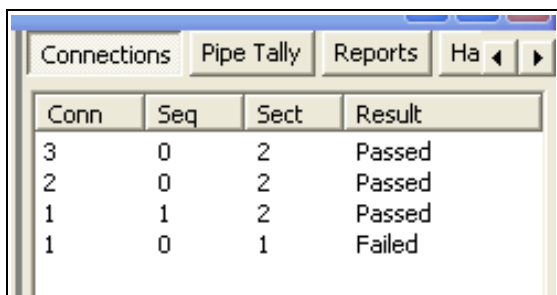 Connections Pipe Tally Reports Ha
Conn Seq Sect Result
3 0 2 Passed
2 0 2 Passed
1 1 2 Passed
1 0 1 Failed